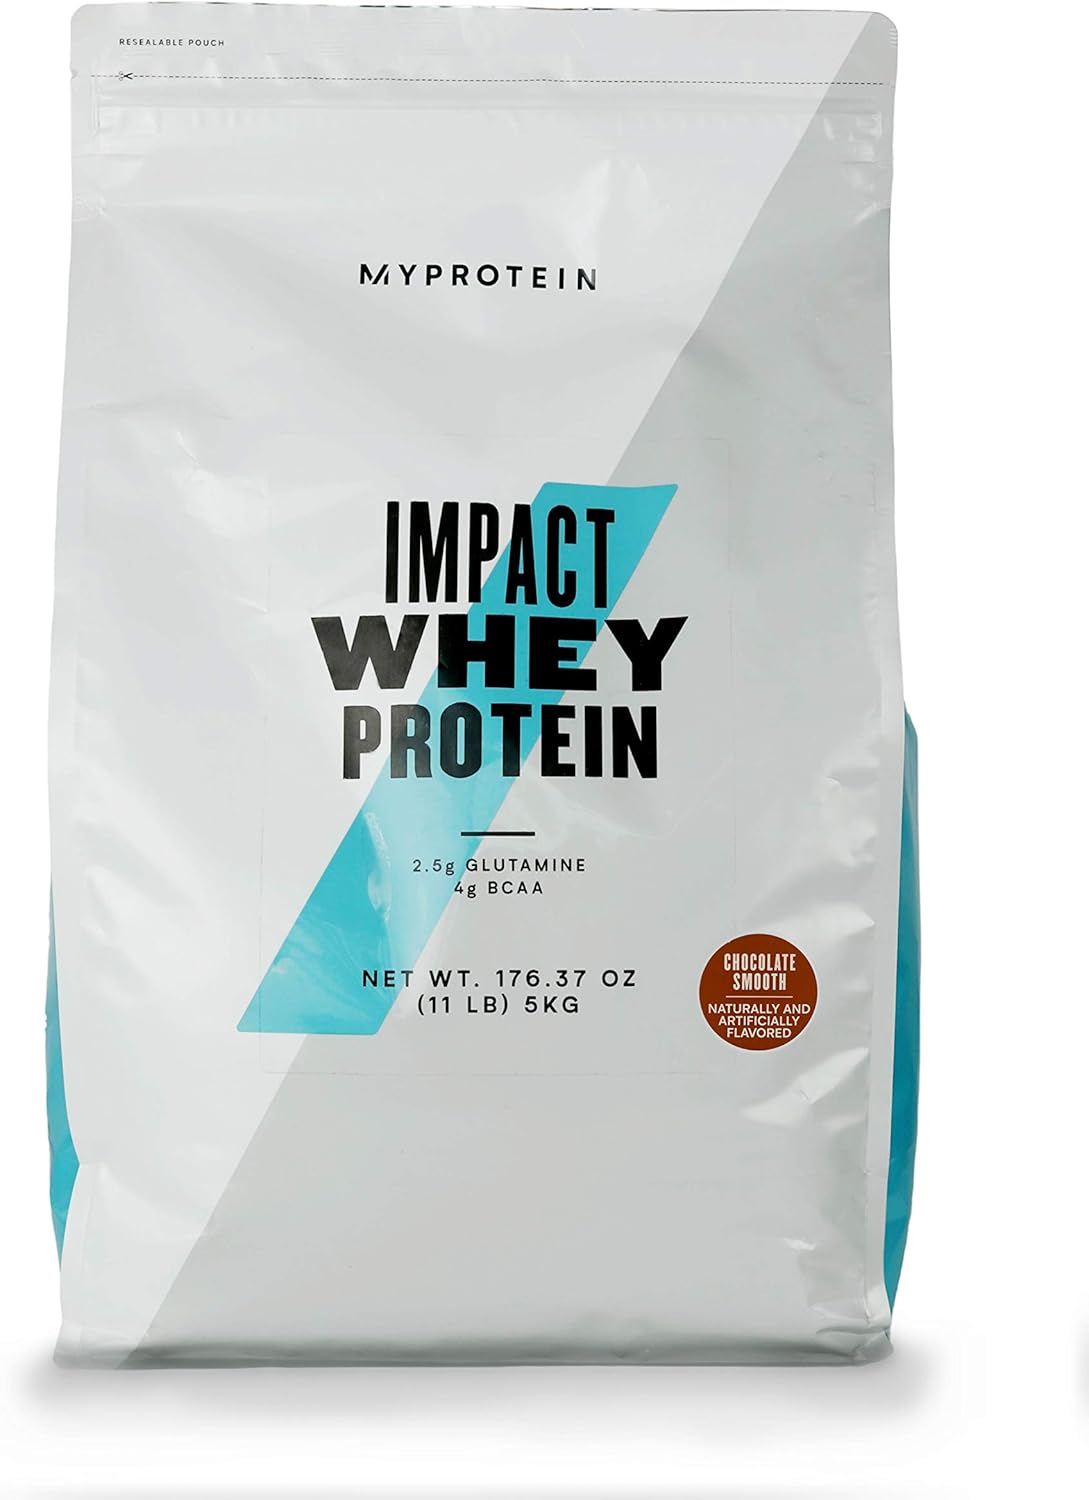 RESEALABLE POUCH
MYPROTEIN
IMPACT
WHEY
PROTEIN
2.5g GLUTAMINE
4g BCAA
NET WT. 176.37 OZ
(11 LB) 5KG
CHOCOLATE
SMOOTH
NATURALLY AND
ARTIFICIALLY
FLAVORED